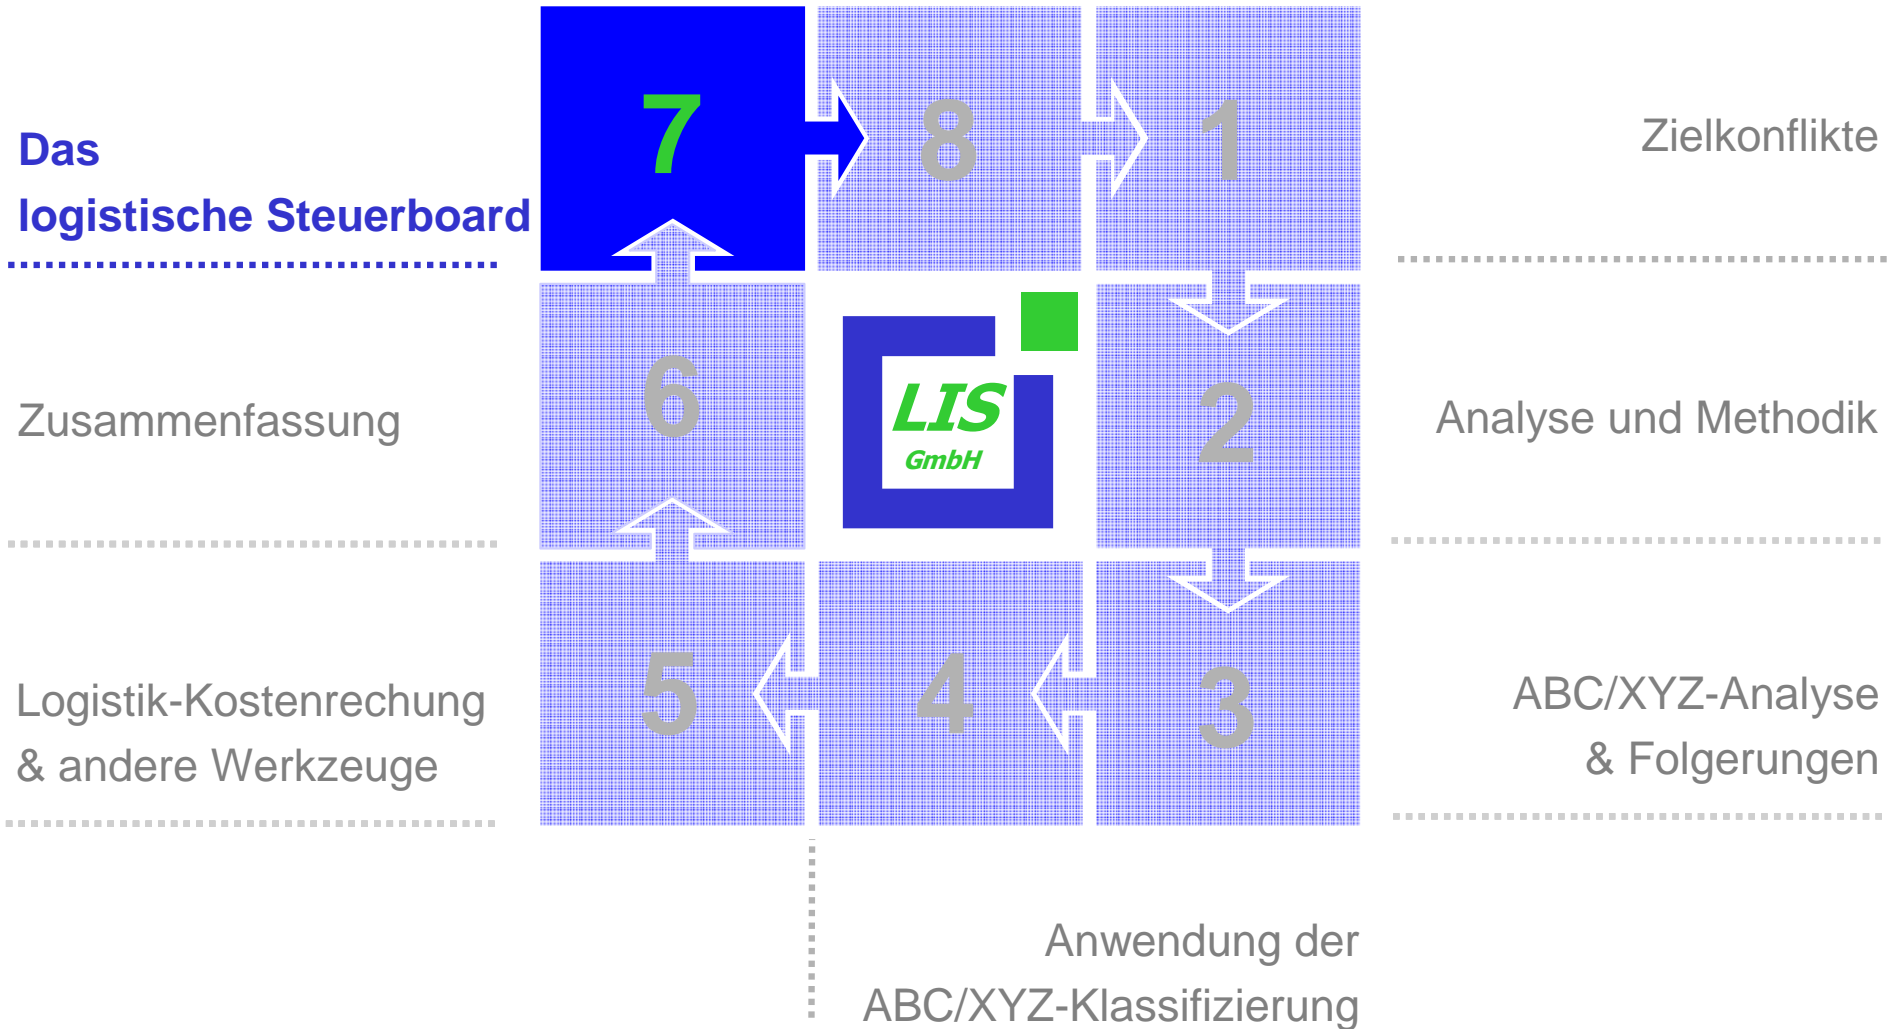 7
8
1
Das
logistische Steuerboard
Zielkonflikte
6
LIS
GmbH
2
Zusammenfassung
Analyse und Methodik
5
4
3
Logistik-Kostenrechung
& andere Werkzeuge
ABC/XYZ-Analyse
& Folgerungen
Anwendung der
ABC/XYZ-Klassifizierung